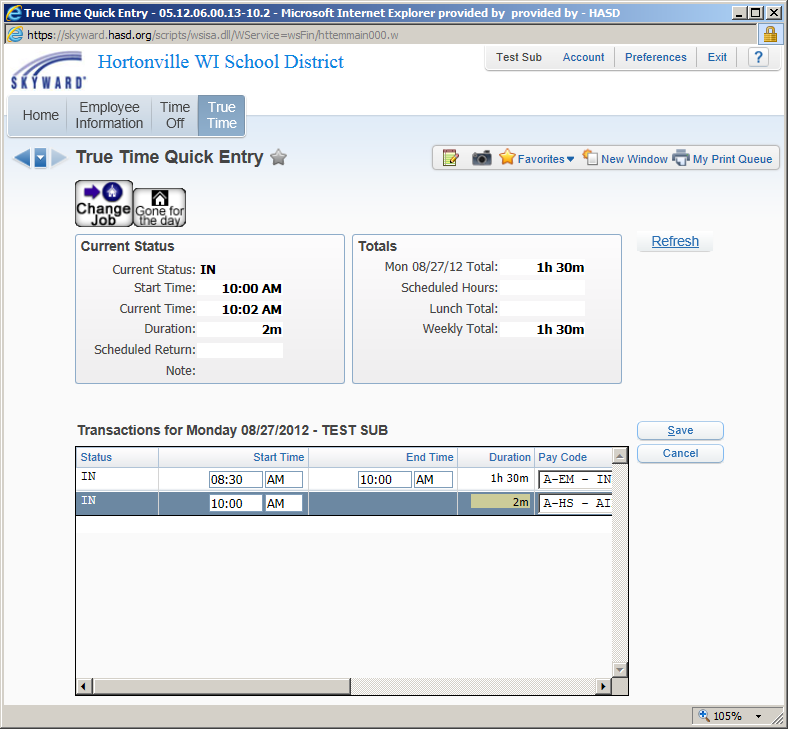 True Time Quick Entry - 05.12.06.00.13-10.2 - Microsoft Internet Explorer provided by provided by - HASD
https://skyward.hasd.org/scripts/wsisa.dll/WService=wsFin/httemmain000.w
SKYWARD
Hortonville WI School District
Test Sub Account Preferences Exit ?
Home Employee Information Time Off True Time
True Time Quick Entry
Favorites New Window My Print Queue
Change Job Gone for the day
Current Status
Current Status: IN
Start Time: 10:00 AM
Current Time: 10:02 AM
Duration: 2m
Scheduled Return:
Note:
Totals
Mon 08/27/12 Total: 1h 30m
Scheduled Hours:
Lunch Total:
Weekly Total: 1h 30m
Refresh
Transactions for Monday 08/27/2012 - TEST SUB
Save
Cancel
Status Start Time End Time Duration Pay Code
IN 08:30 AM 10:00 AM 1h 30m A-EM - IN
IN 10:00 AM 2m A-HS - AI
105%